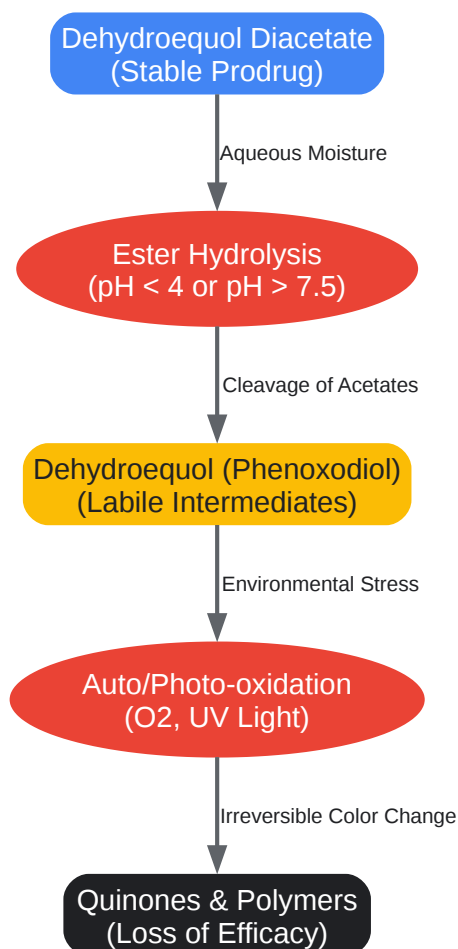 Dehydroequol Diacetate
(Stable Prodrug)
Aqueous Moisture
Ester Hydrolysis
(pH < 4 or pH > 7.5)
Cleavage of Acetates
Dehydroequol (Phenoxodiol)
(Labile Intermediates)
Environmental Stress
Auto/Photo-oxidation
(O2, UV Light)
Irreversible Color Change
Quinones & Polymers
(Loss of Efficacy)